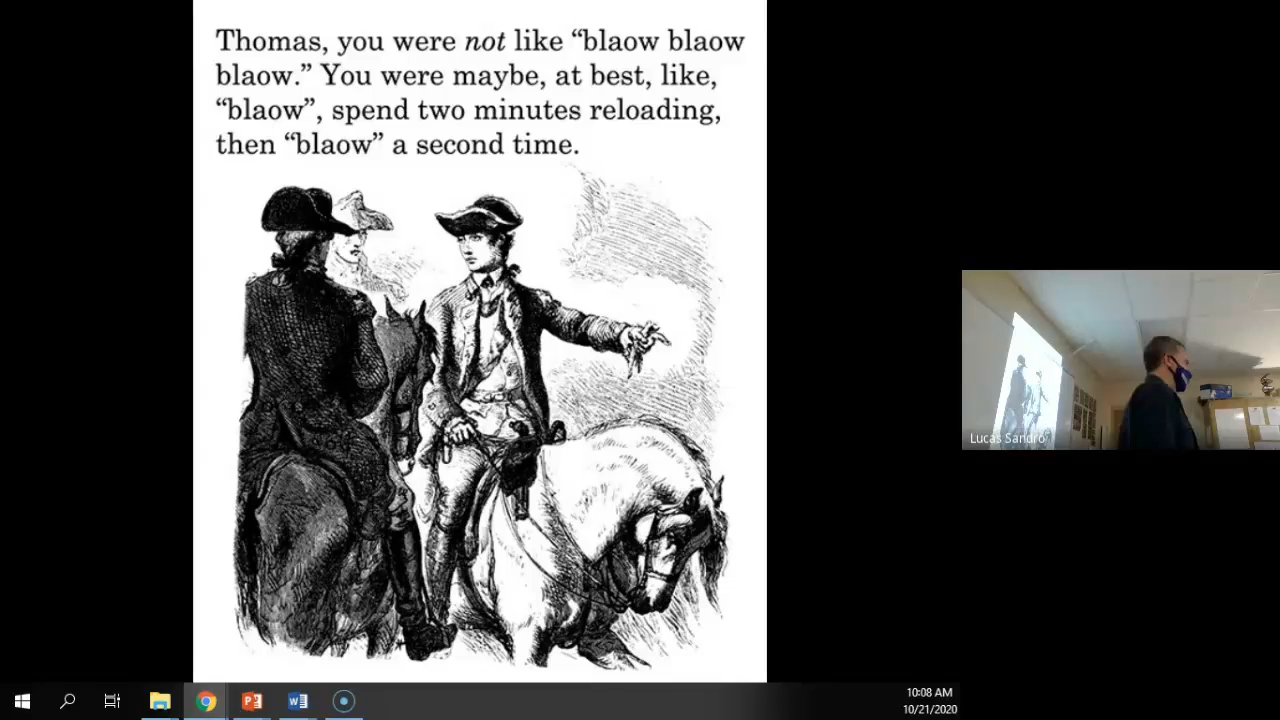 Thomas, you were not like “blaow blaow
blaow.” You were maybe, at best, like,
“blaow”, spend two minutes reloading,
then “blaow” a second time.
Lucas Sandro
10:08 AM
10/21/2020